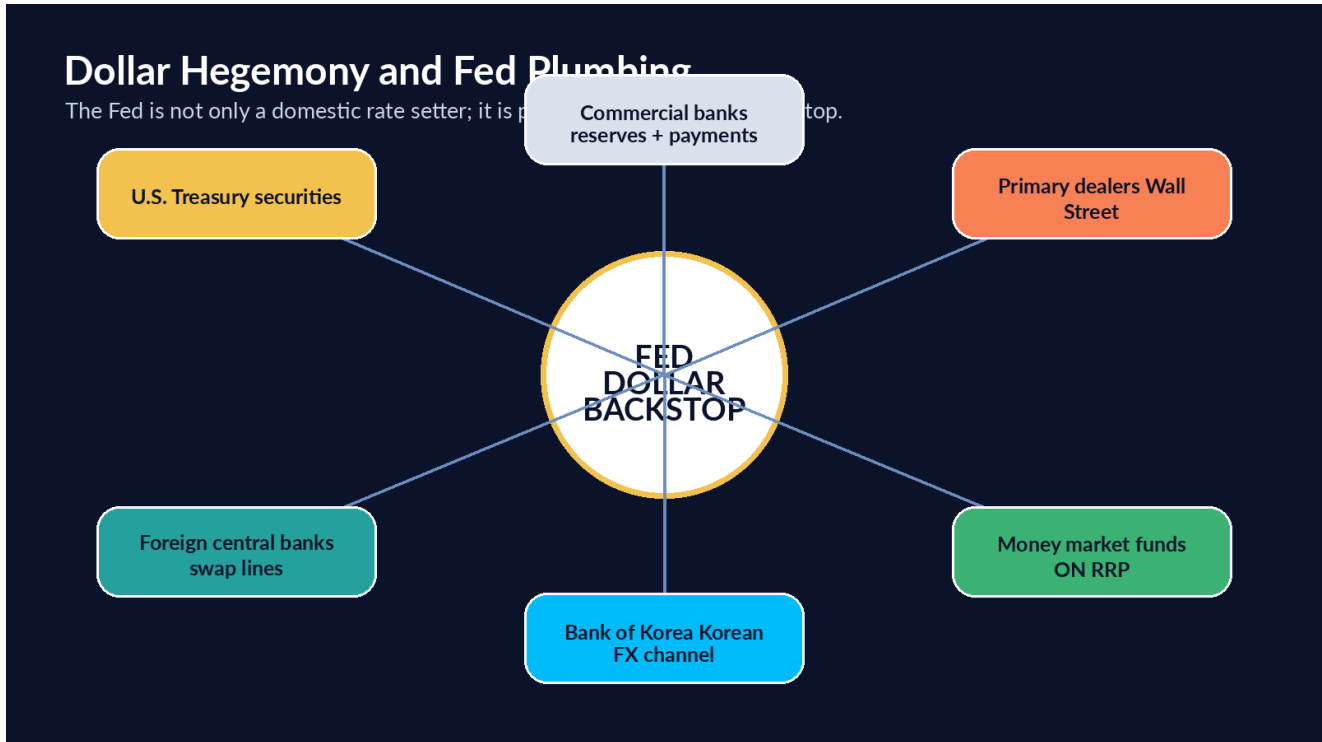 Dollar Hegemony and Fed Plumbing
The Fed is not only a domestic rate setter; it is
top.
Commercial banks
reserves + payments
U.S. Treasury securities
Primary dealers Wall
Street
FED
DOLLAR
BACKSTOP
Foreign central banks
swap lines
Money market funds
ON RRP
Bank of Korea Korean
FX channel